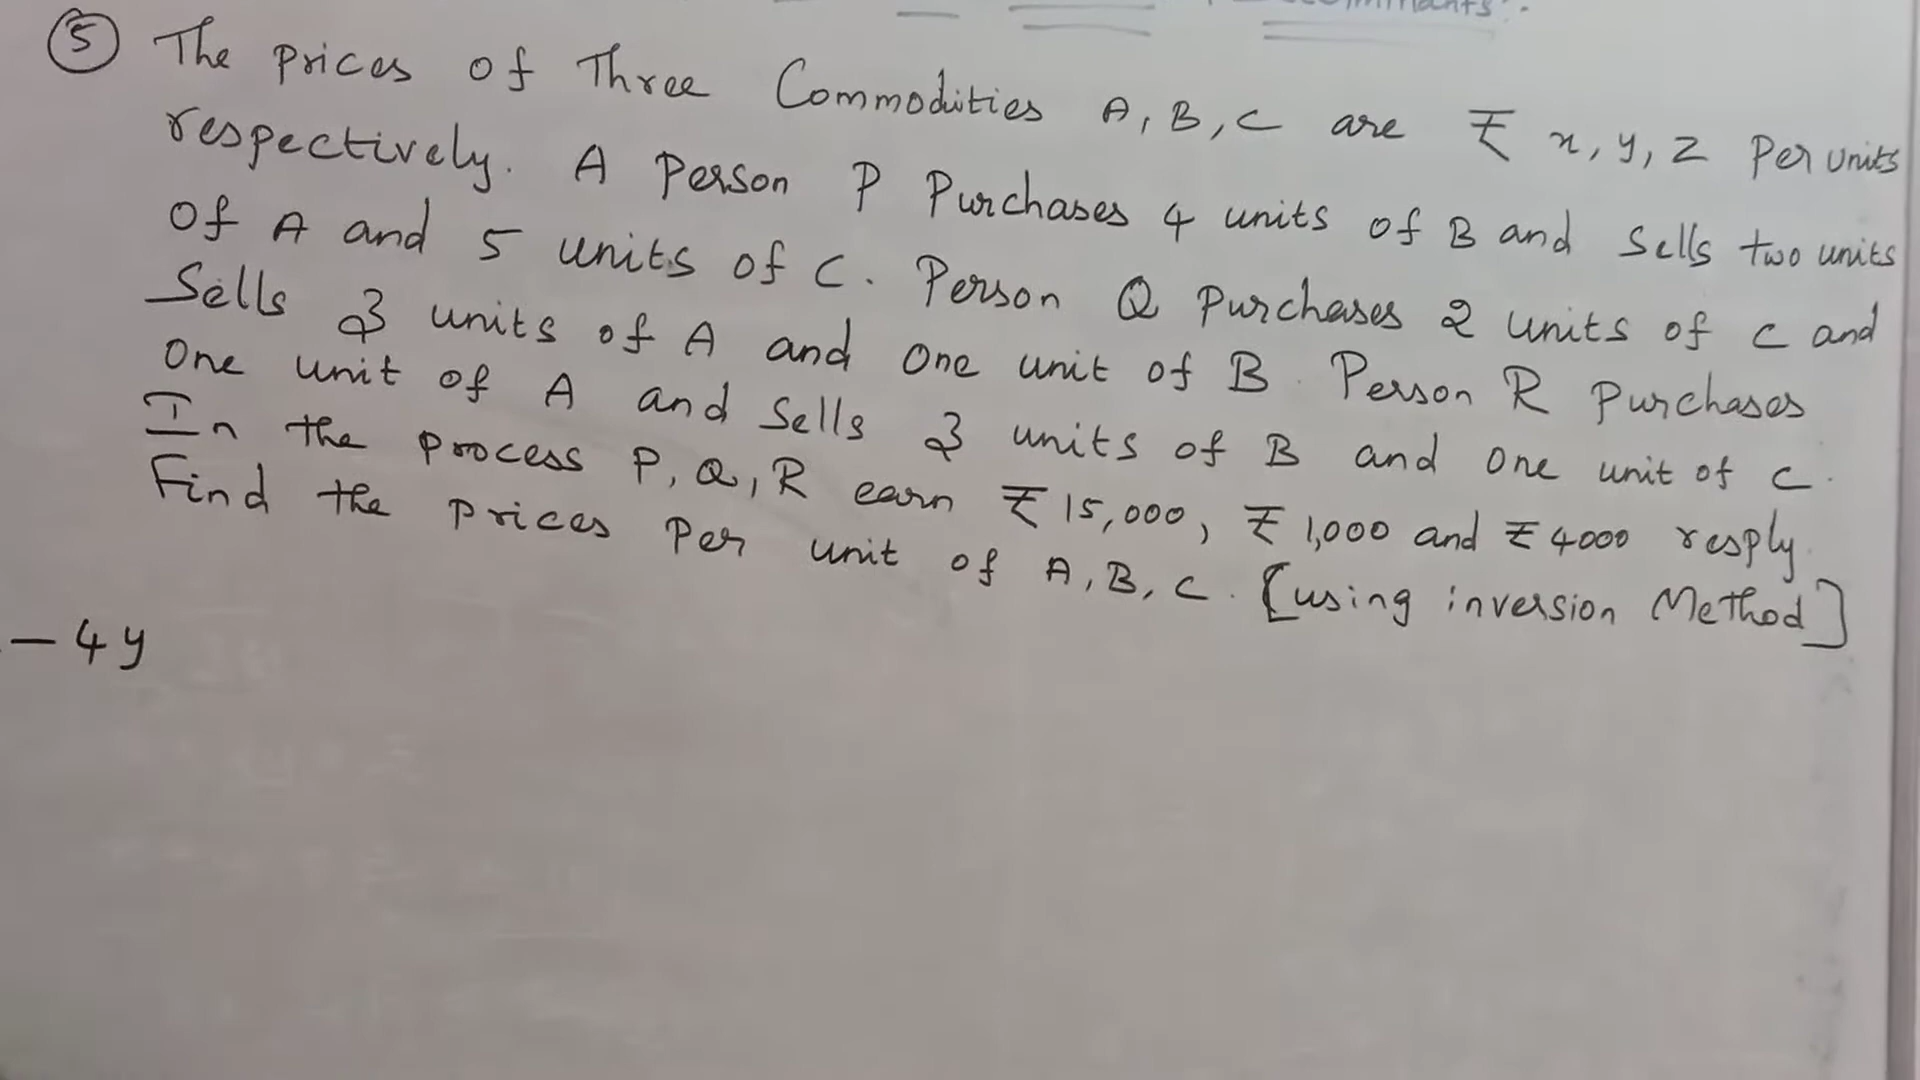 ⑤ The prices of Three Commodities A, B, C are ₹ x, y, z Per units
respectively. A Person P Purchases 4 units of B and sells two units
of A and 5 units of C. Person Q Purchases 2 units of C and
Sells 3 units of A and one unit of B. Person R Purchases
one unit of A and sells 3 units of B and one unit of C.
In the process P, Q, R earn ₹ 15,000, ₹ 1,000 and ₹ 4000 resply.
Find the prices Per unit of A, B, C. [using inversion Method]
- 4y